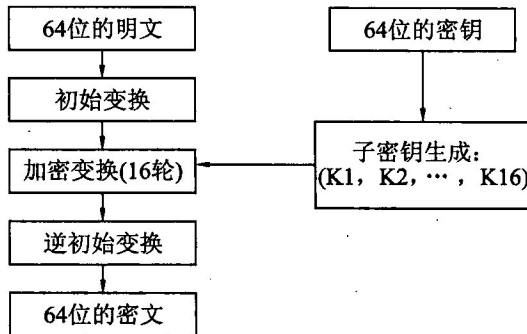 64位的明文
初始变换
加密变换(16轮)
逆初始变换
64位的密文
64位的密钥
子密钥生成：
(K1，K2，…，K16)